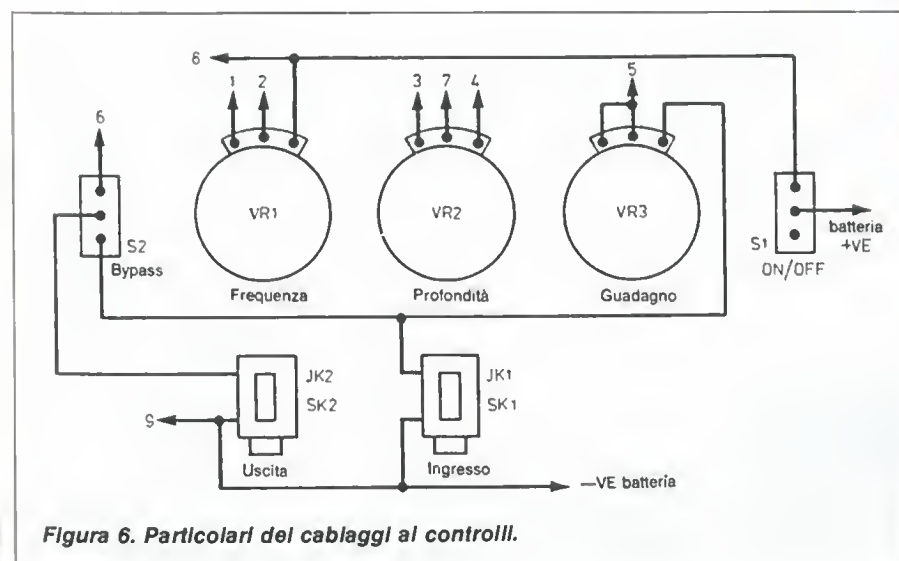 8
1
2
3
7
4
5
6
VR1
VR2
VR3
S2
Bypass
S1
ON/OFF
batteria
+VE
Frequenza
Profondità
Guadagno
JK2
SK2
JK1
SK1
9
Uscita
Ingresso
—VE batteria
Figura 6. Particolari dei cablaggi ai controlli.